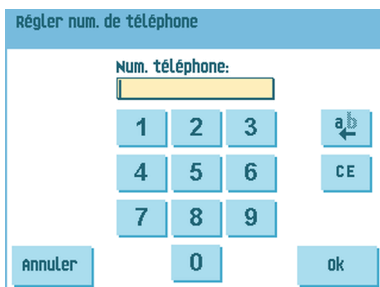 Régler num. de téléphone
Num. téléphone:
1 2 3 ab
4 5 6 CE
7 8 9
Annuler 0 Ok